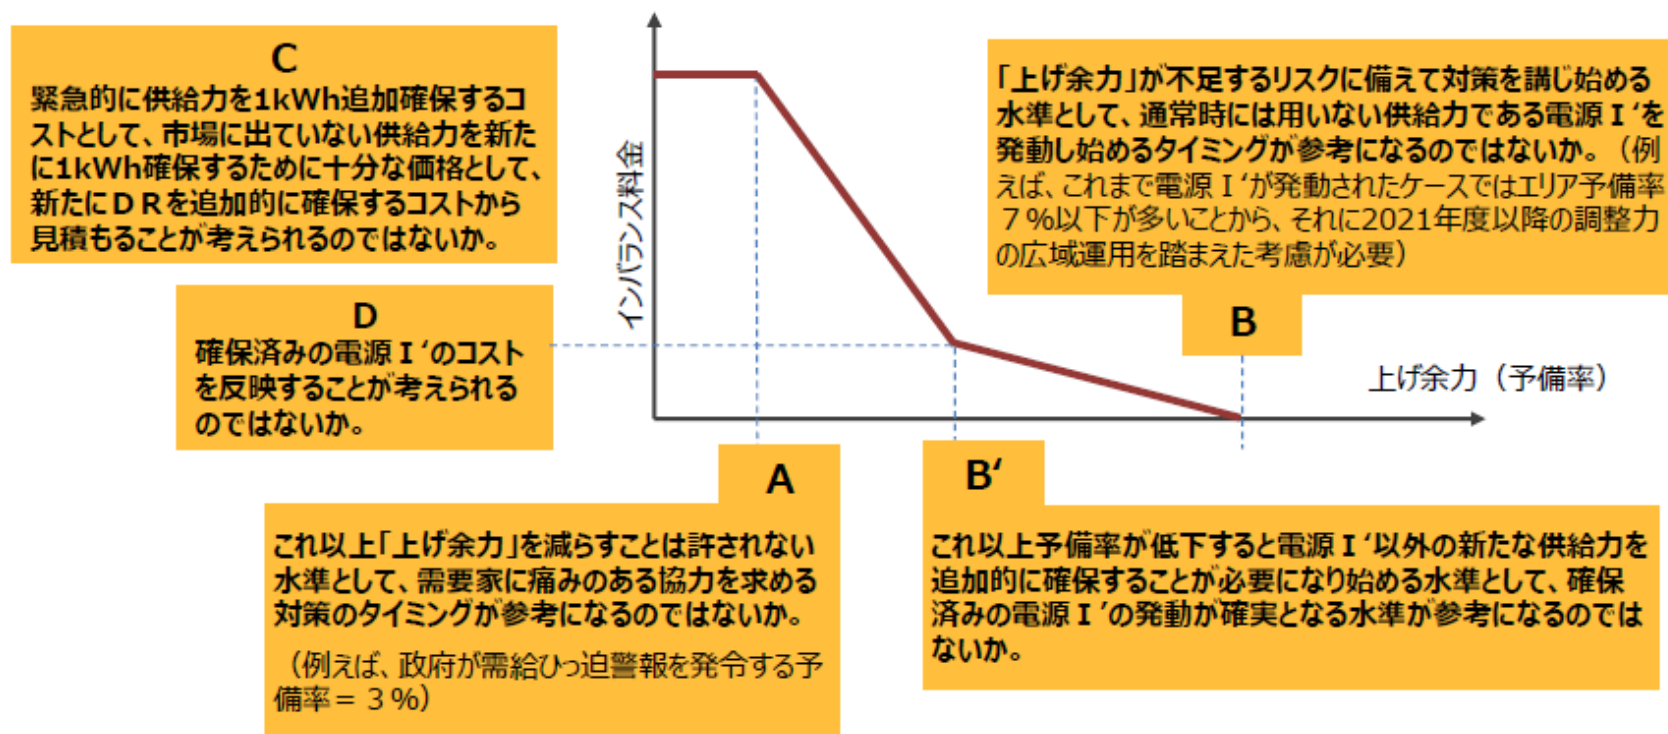 C
緊急的に供給力を1kWh追加確保するコ
ストとして、市場に出ていない供給力を新た
に1kWh確保するために十分な価格として、
新たにＤＲを追加的に確保するコストから
見積もることが考えられるのではないか。
D
確保済みの電源Ⅰ‘のコスト
を反映することが考えられる
のではないか。
インバランス料金
「上げ余力」が不足するリスクに備えて対策を講じ始める
水準として、通常時には用いない供給力である電源Ⅰ‘を
発動し始めるタイミングが参考になるのではないか。（例
えば、これまで電源Ⅰ‘が発動されたケースではエリア予備率
７%以下が多いことから、それに2021年度以降の調整力
の広域運用を踏まえた考慮が必要）
B
上げ余力（予備率）
A
これ以上「上げ余力」を減らすことは許されない
水準として、需要家に痛みのある協力を求める
対策のタイミングが参考になるのではないか。
（例えば、政府が需給ひっ迫警報を発令する予
備率＝３%）
B‘
これ以上予備率が低下すると電源Ⅰ‘以外の新たな供給力を
追加的に確保することが必要になり始める水準として、確保
済みの電源Ⅰ’の発動が確実となる水準が参考になるのでは
ないか。